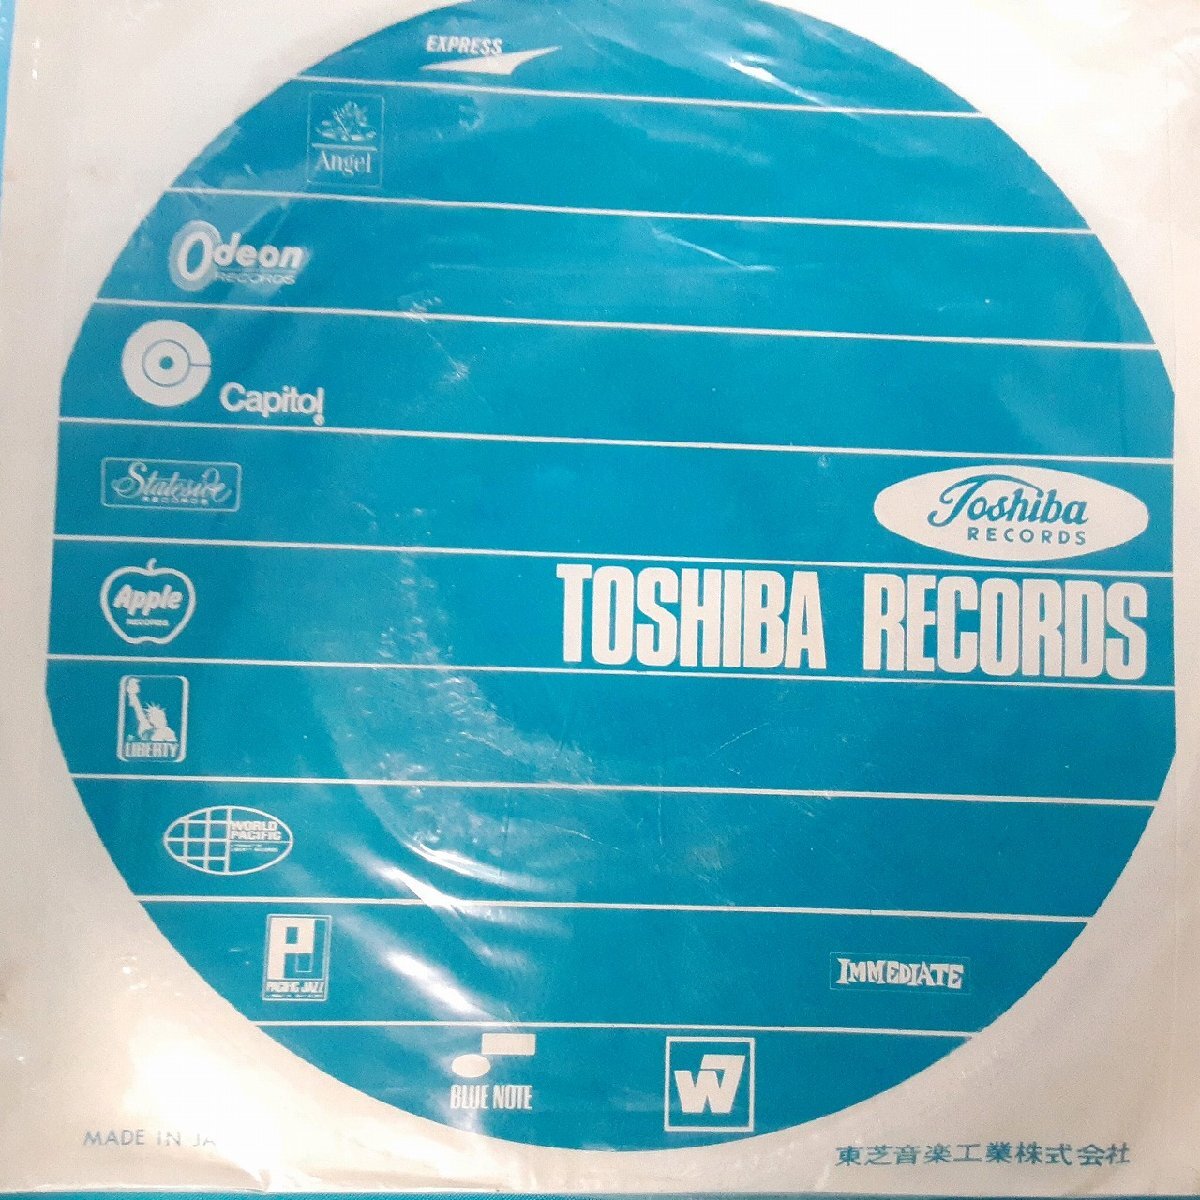 EXPRESS
Angel
Odeon
RECORDS
Capitol
Stateside
RECORDS
Toshiba
RECORDS
TOSHIBA RECORDS
Apple
RECORDS
LIBERTY
WORLD
PACIFIC
PACIFIC JAZZ
IMMEDIATE
BLUE NOTE
W7
MADE IN JA
東芝音楽工業株式会社